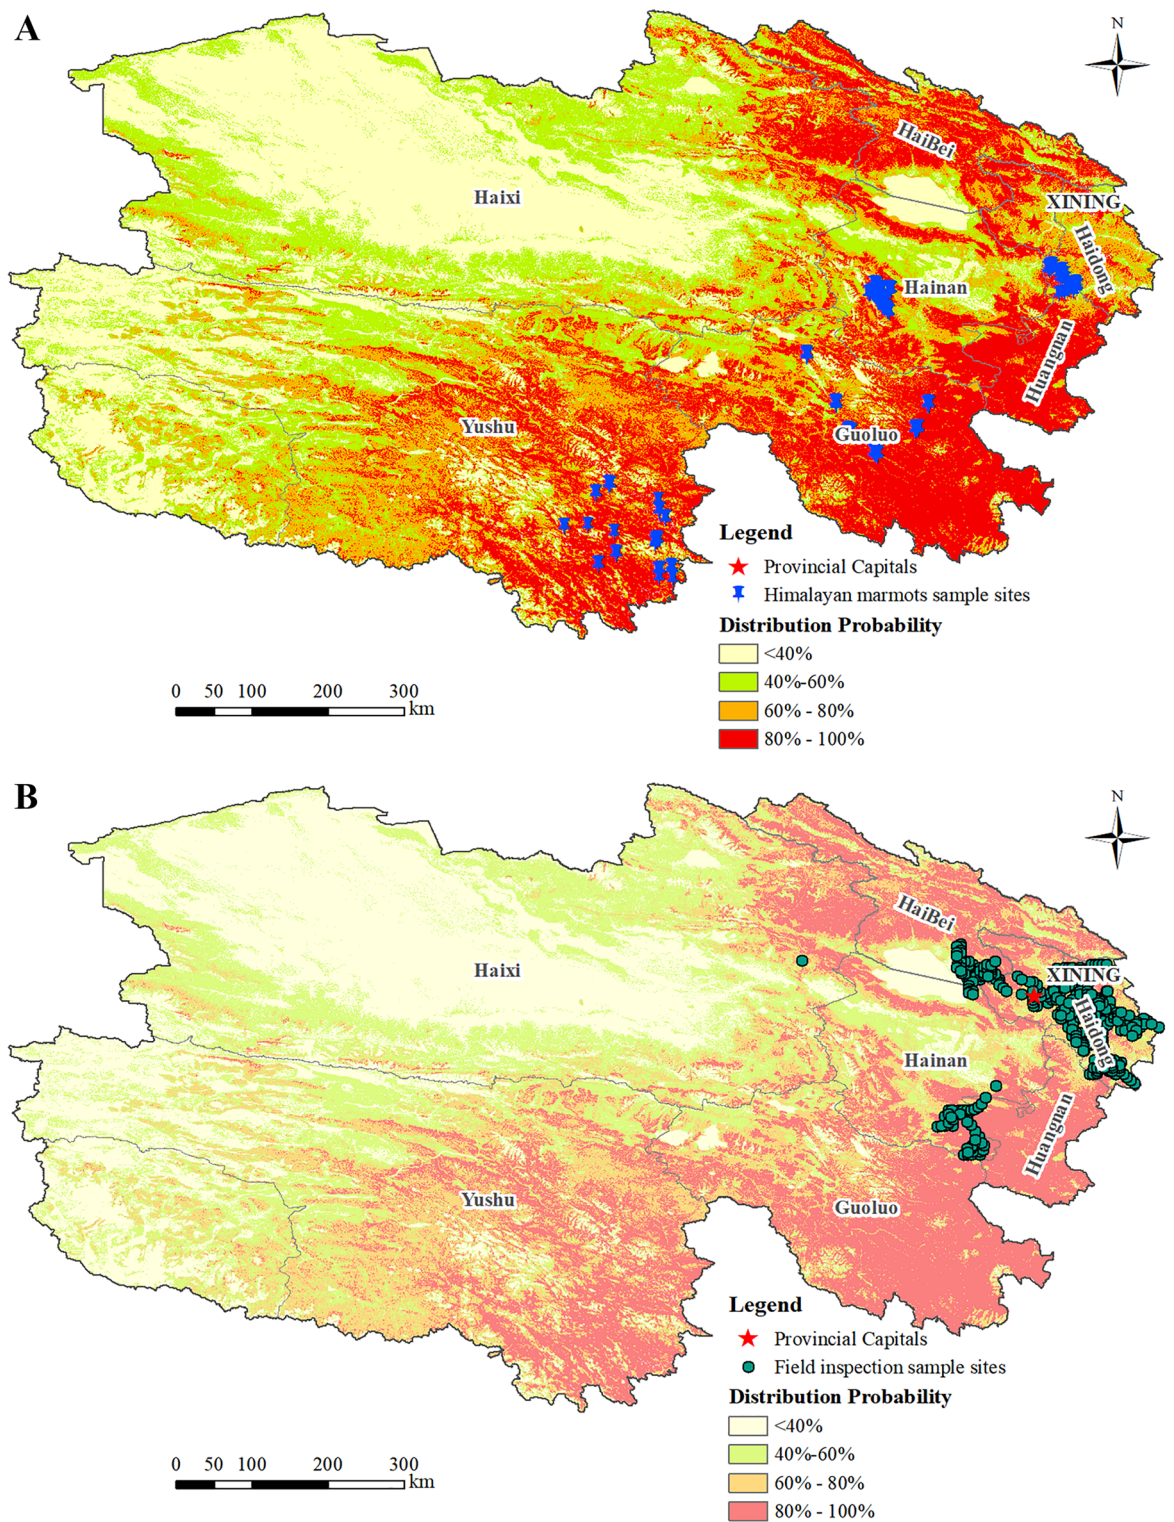 A
N
HaiBei
Haixi
XINING
Haidong
Hainan
Huangnan
Yushu
Guoluo
Legend
Provincial Capitals
Himalayan marmots sample sites
Distribution Probability
<40%
40%-60%
60% - 80%
80% - 100%
0 50 100 200 300
km
B
N
HaiBei
Haixi
XINING
Haidong
Hainan
Huangnan
Yushu
Guoluo
Legend
Provincial Capitals
Field inspection sample sites
Distribution Probability
<40%
40%-60%
60% - 80%
80% - 100%
0 50 100 200 300
km